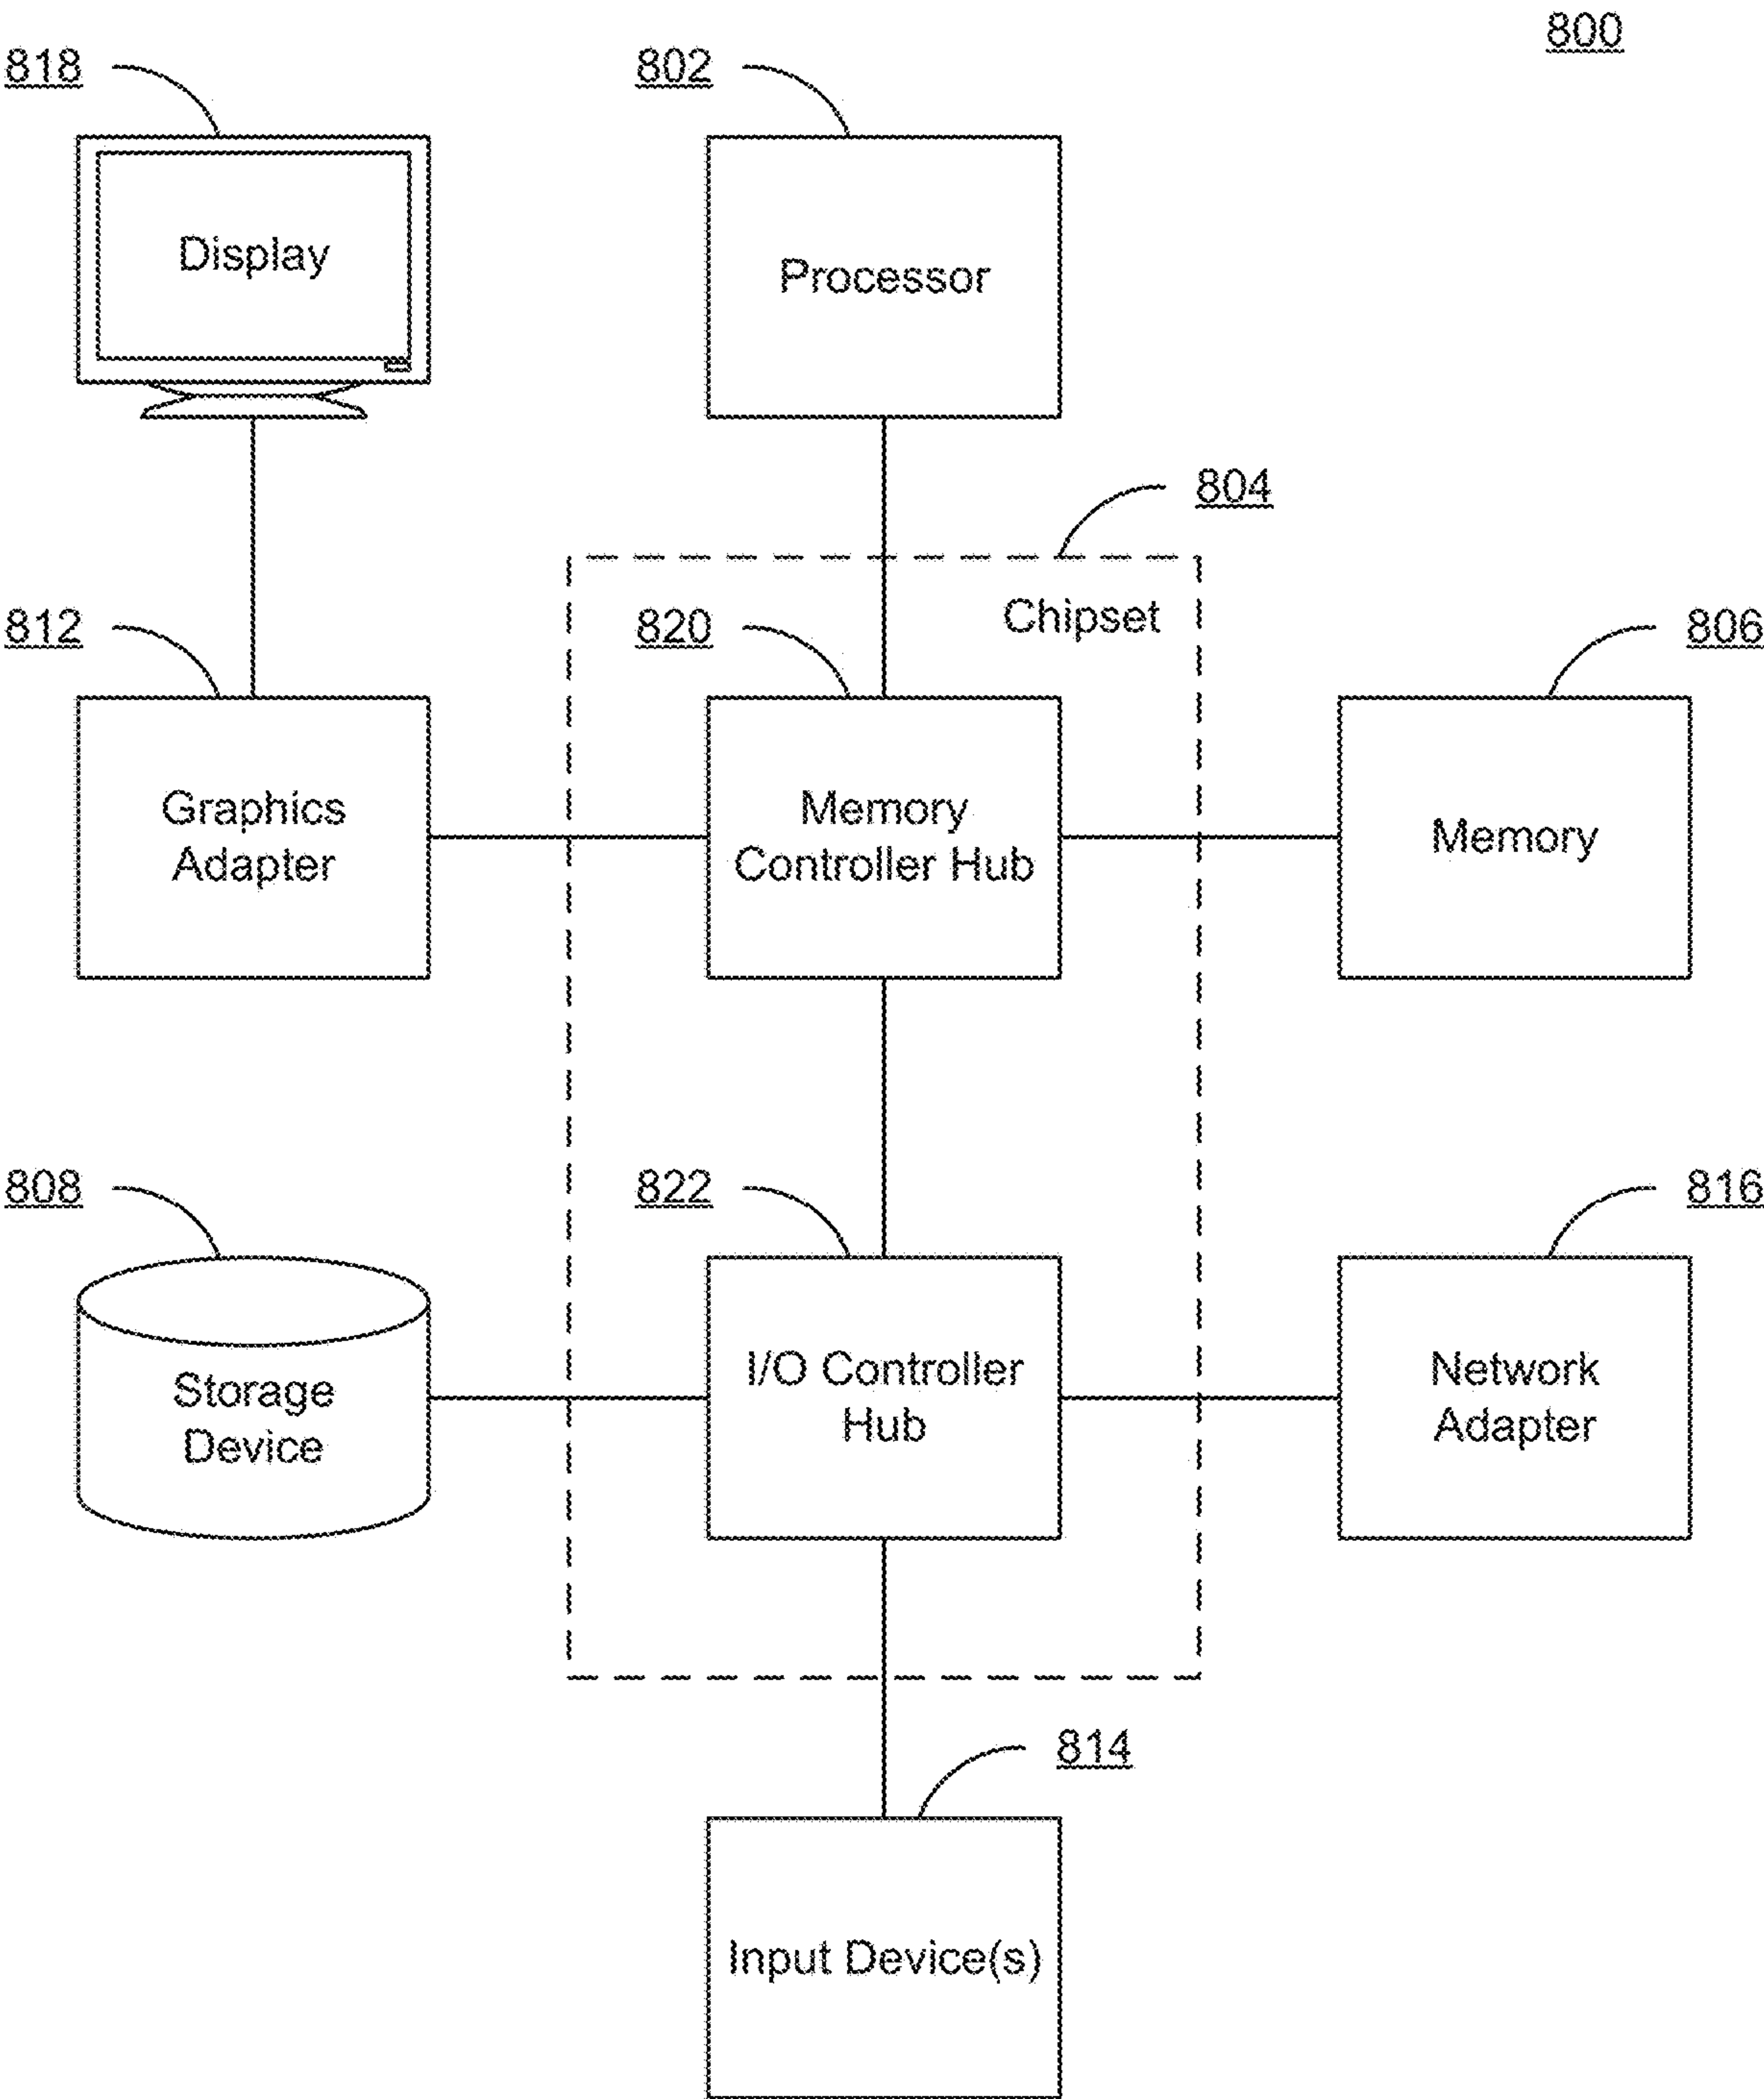 800
818
802
Display
Processor
804
Chipset
812
820
806
Graphics
Adapter
Memory
Controller Hub
Memory
808
822
816
Storage
Device
I/O Controller
Hub
Network
Adapter
814
Input Device(s)